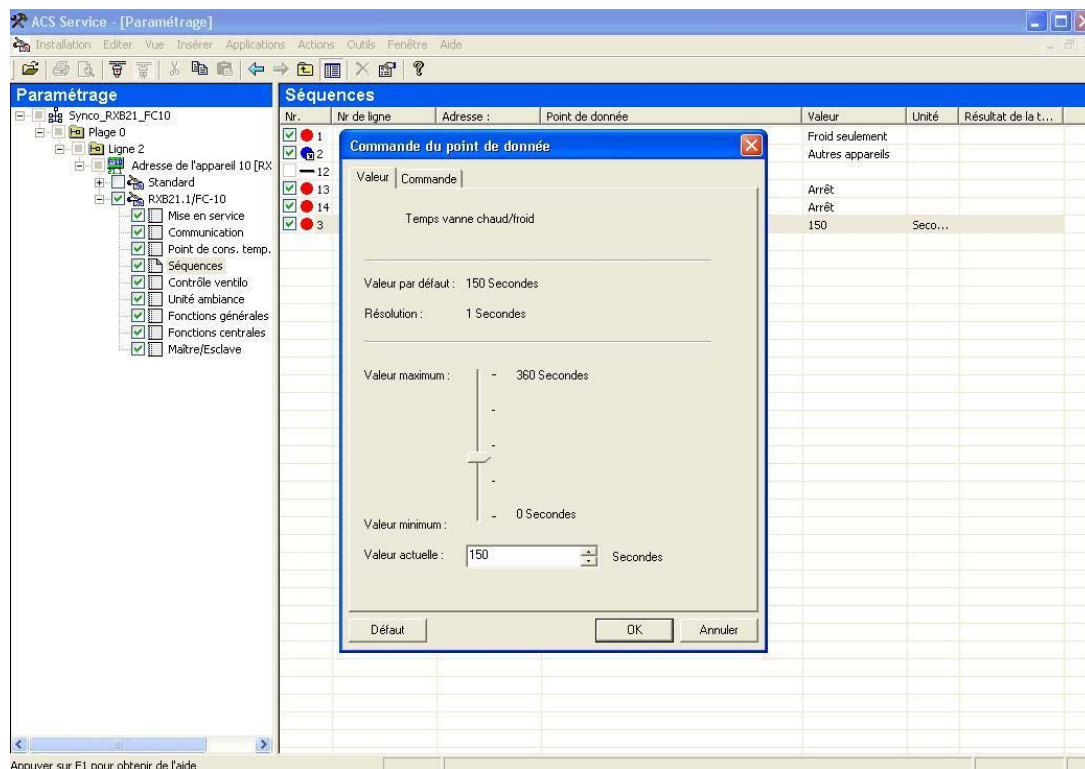 ACS Service - [Paramétrage]
Installation Editer Vue Insérer Applications Actions Outils Fenêtre Aide
Paramétrage
Synco_RXB21_FC10
Plage 0
Ligne 2
Adresse de l'appareil 10 [RX
Standard
RXB21.1/FC-10
Mise en service
Communication
Point de cons. temp.
Séquences
Contrôle ventilo
Unité ambiance
Fonctions générales
Fonctions centrales
Maître/Esclave
Séquences
Nr. Nr de ligne Adresse : Point de donnée Valeur Unité Résultat de la t...
1 Froid seulement
2 Autres appareils
12
13 Arrêt
14 Arrêt
3 150 Seco...
Commande du point de donnée
Valeur Commande
Temps vanne chaud/froid
Valeur par défaut : 150 Secondes
Résolution : 1 Secondes
Valeur maximum : 360 Secondes
0 Secondes
Valeur minimum :
Valeur actuelle : 150 Secondes
Défaut OK Annuler
Appuyer sur F1 pour obtenir de l'aide